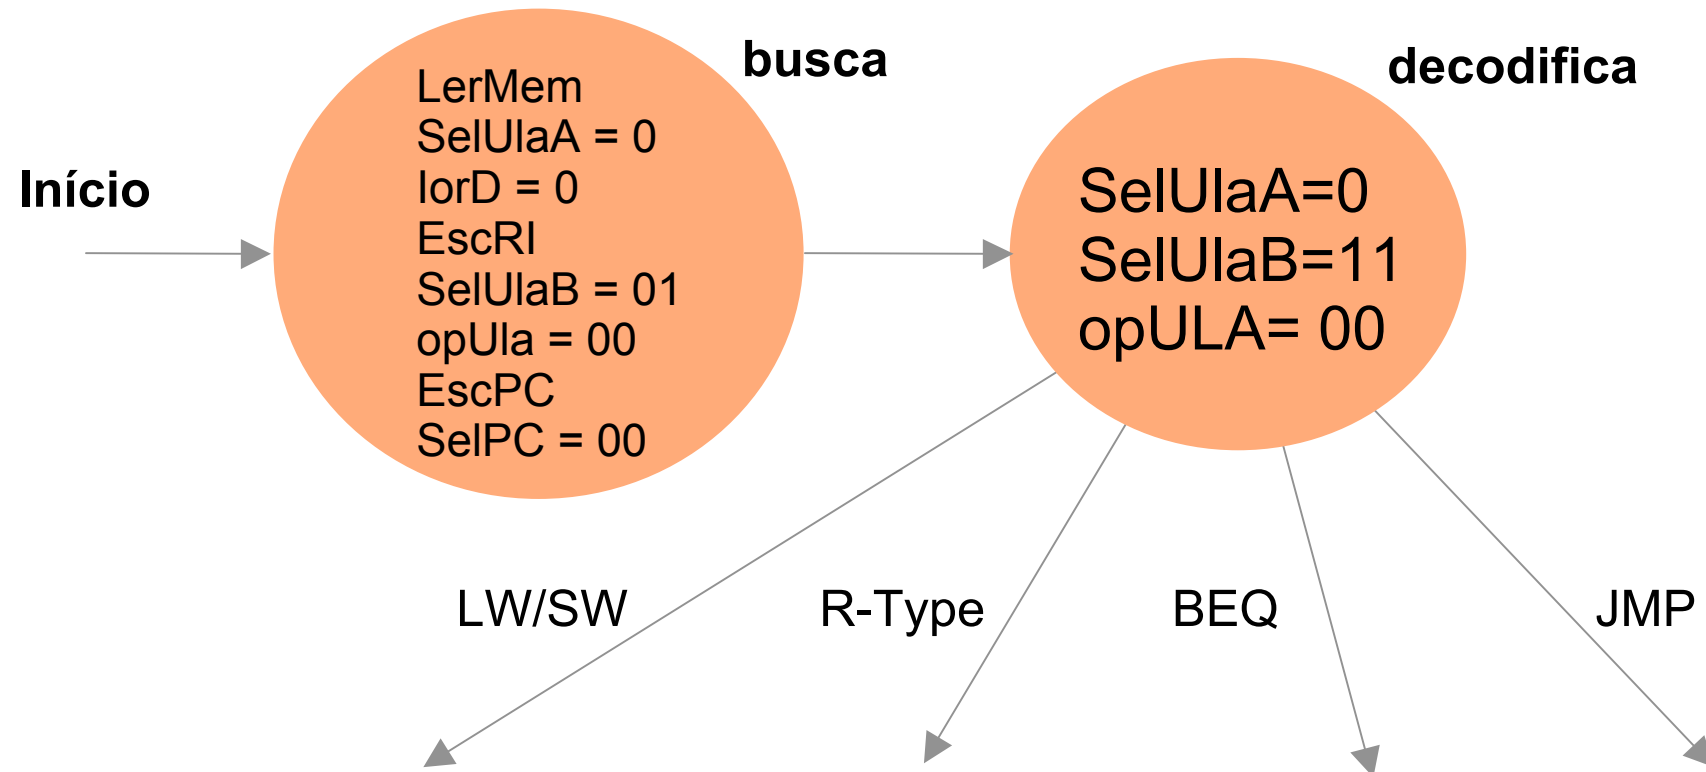 Início
busca
LerMem
SelUlaA = 0
IorD = 0
EscRI
SelUlaB = 01
opUla = 00
EscPC
SelPC = 00
decodifica
SelUlaA=0
SelUlaB=11
opULA= 00
LW/SW
R-Type
BEQ
JMP